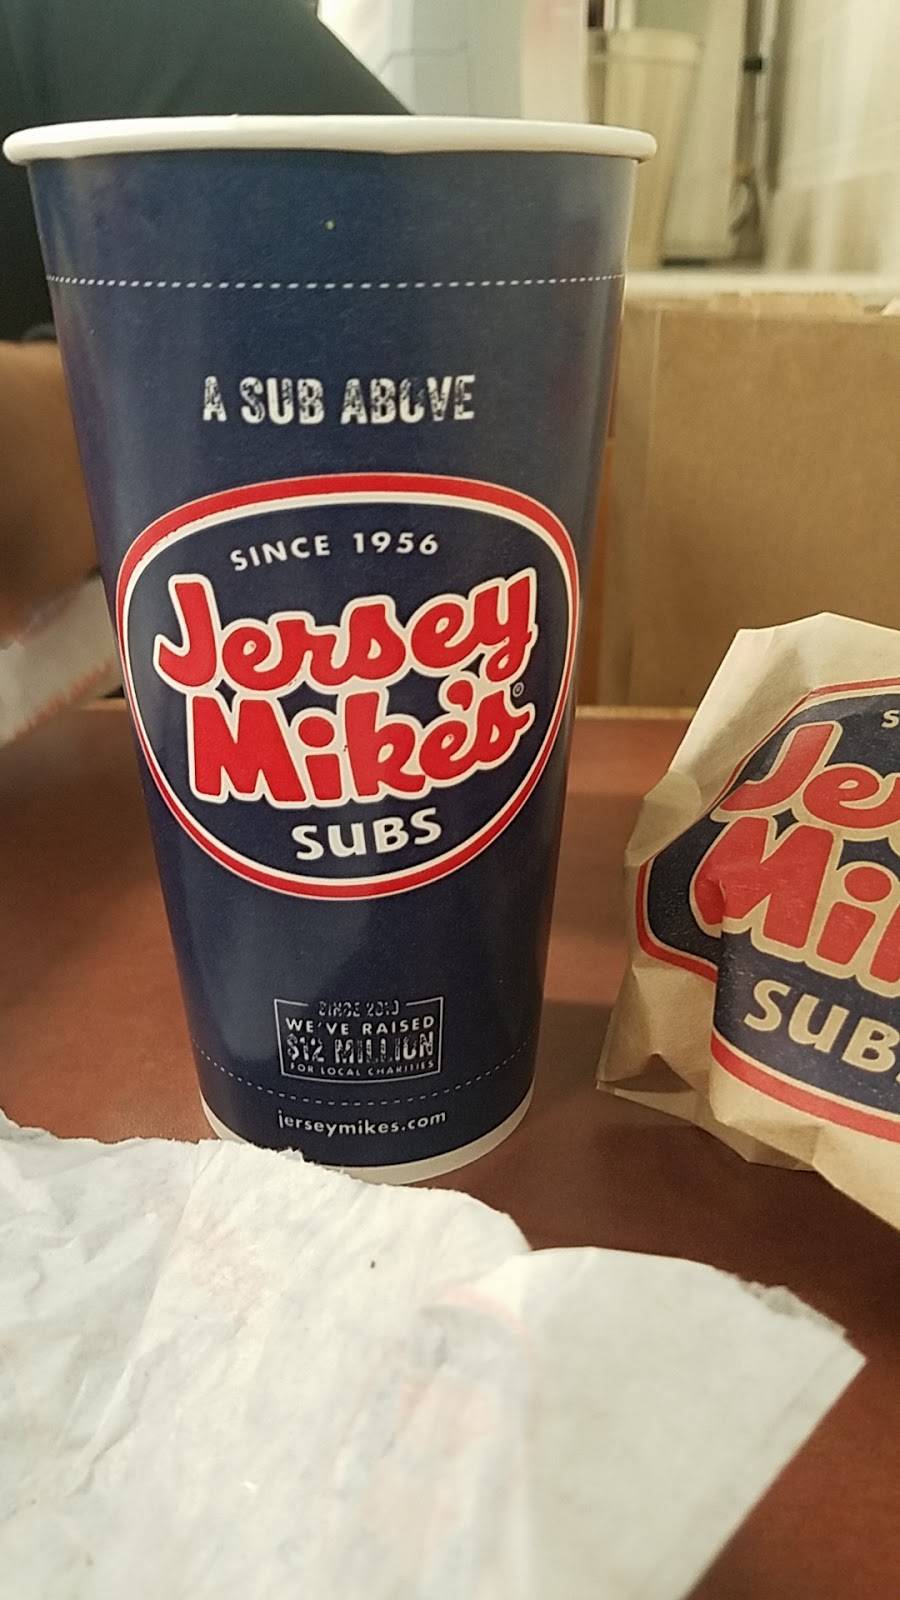 A SUB ABOVE
SINCE 1956
Jersey
Mike's®
SUBS
SINCE 2010
WE'VE RAISED
$12 MILLION
FOR LOCAL CHARITIES
jerseymikes.com
S
Jer
Mi
SUB